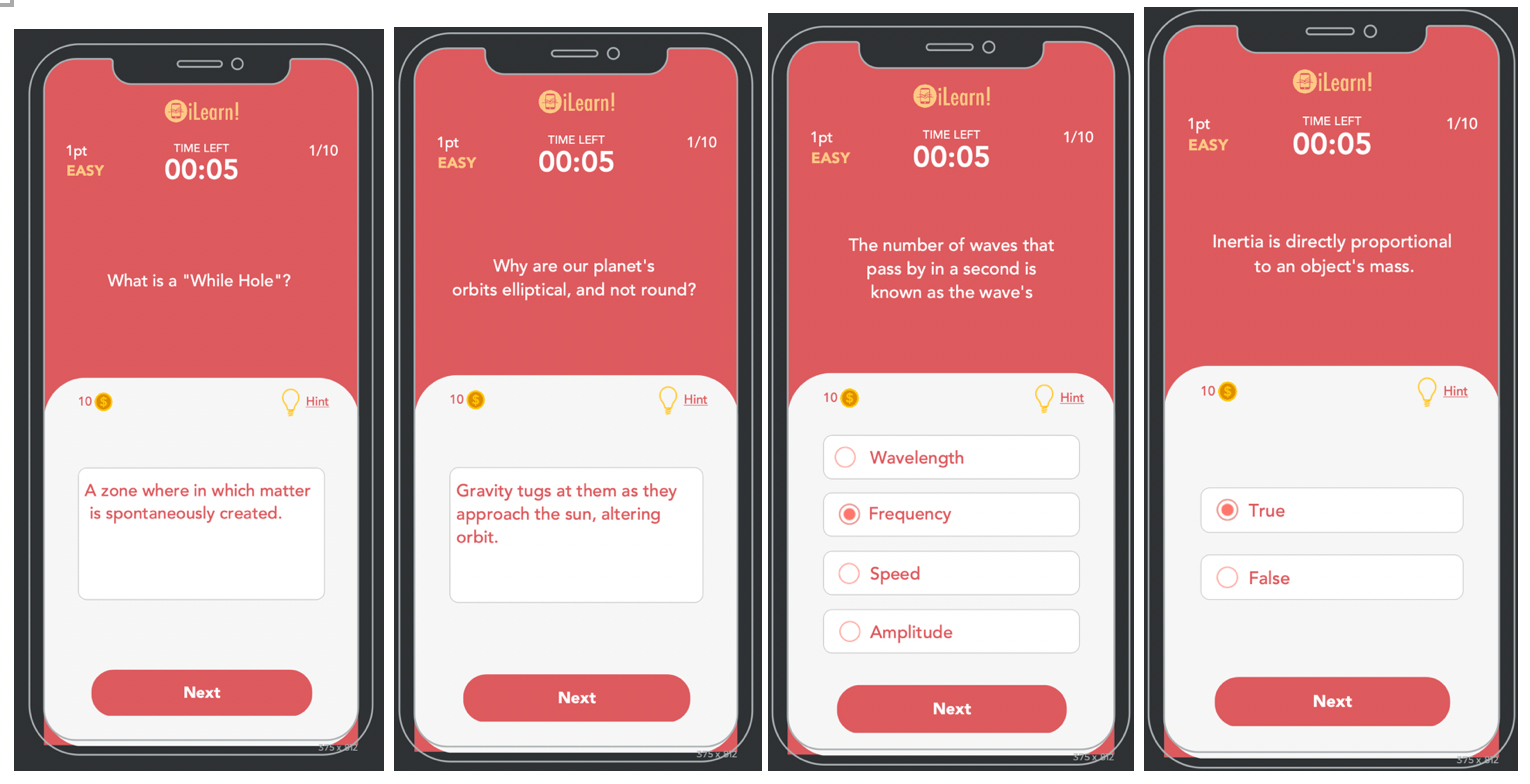 iLearn!
1pt
EASY
TIME LEFT
00:05
1/10
What is a "While Hole"?
10
Hint
A zone where in which matter
is spontaneously created.
Next
375 x 812
iLearn!
1pt
EASY
TIME LEFT
00:05
1/10
Why are our planet's
orbits elliptical, and not round?
10
Hint
Gravity tugs at them as they
approach the sun, altering
orbit.
Next
375 x 812
iLearn!
1pt
EASY
TIME LEFT
00:05
1/10
The number of waves that
pass by in a second is
known as the wave's
10
Hint
Wavelength
Frequency
Speed
Amplitude
Next
375 x 812
iLearn!
1pt
EASY
TIME LEFT
00:05
1/10
Inertia is directly proportional
to an object's mass.
10
Hint
True
False
Next
375 x 812